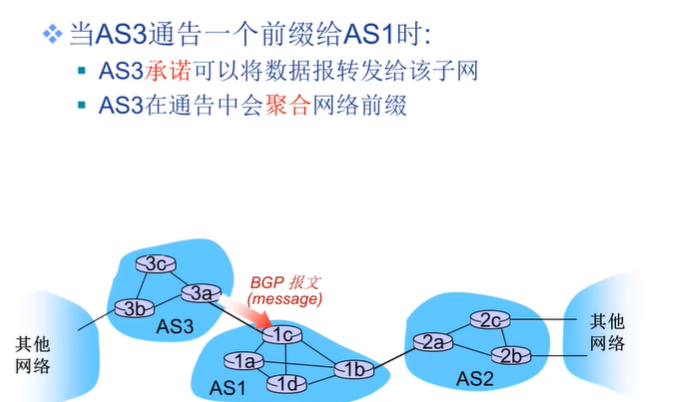 当AS3通告一个前缀给AS1时:
AS3承诺可以将数据报转发给该子网
AS3在通告中会聚合网络前缀
3c
BGP 报文
(message)
3a
3b
AS3
其他
网络
1c
1a
1d
1b
AS1
2c
2a
2b
AS2
其他
网络